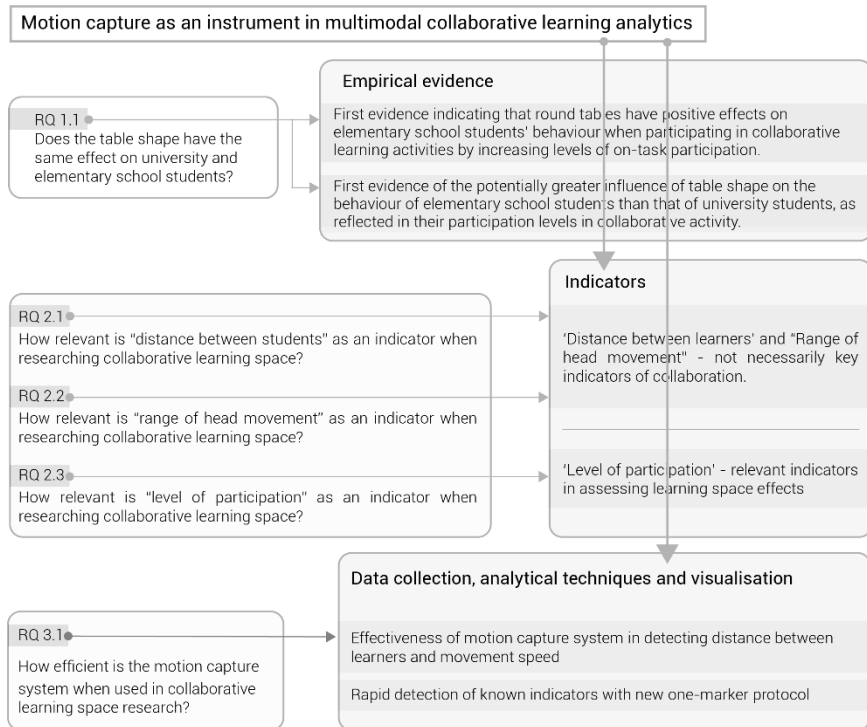 Motion capture as an instrument in multimodal collaborative learning analytics
Empirical evidence
RQ 1.1
Does the table shape have the
same effect on university and
elementary school students?
First evidence indicating that round tables have positive effects on
elementary school students' behaviour when participating in collaborative
learning activities by increasing levels of on-task participation.
First evidence of the potentially greater influence of table shape on the
behaviour of elementary school students than that of university students, as
reflected in their participation levels in collaborative activity.
Indicators
RQ 2.1
How relevant is “distance between students” as an indicator when
researching collaborative learning space?
RQ 2.2
How relevant is “range of head movement” as an indicator when
researching collaborative learning space?
RQ 2.3
How relevant is “level of participation” as an indicator when
researching collaborative learning space?
‘Distance between learners’ and “Range of
head movement" - not necessarily key
indicators of collaboration.
‘Level of participation’ - relevant indicators
in assessing learning space effects
Data collection, analytical techniques and visualisation
RQ 3.1
How efficient is the motion capture
system when used in collaborative
learning space research?
Effectiveness of motion capture system in detecting distance between
learners and movement speed
Rapid detection of known indicators with new one-marker protocol